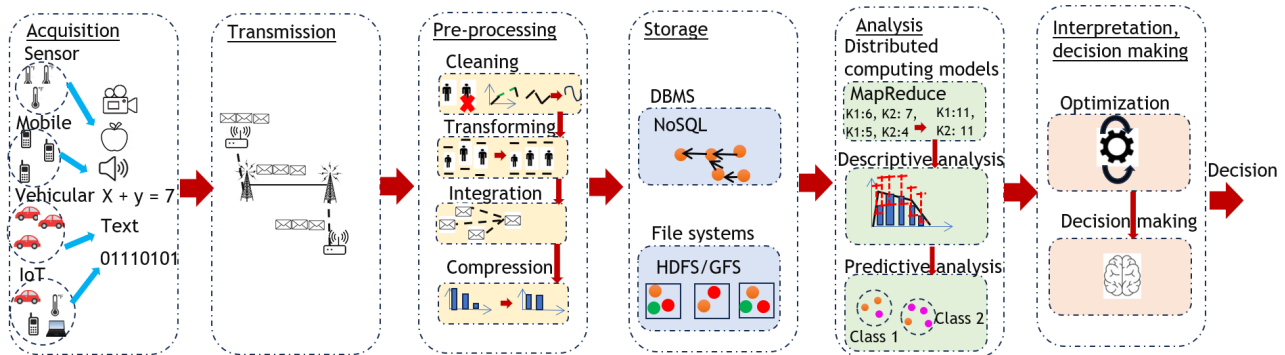 Acquisition
Sensor
Mobile
Vehicular
X + y = 7
Text
01110101
IoT
Transmission
Pre-processing
Cleaning
Transforming
Integration
Compression
Storage
DBMS
NoSQL
File systems
HDFS/GFS
Analysis
Distributed
computing models
MapReduce
K1:6, K2: 7,
K1:5, K2:4
K1:11,
K2: 11
Descriptive analysis
Predictive analysis
Class 1
Class 2
Interpretation,
decision making
Optimization
Decision making
Decision